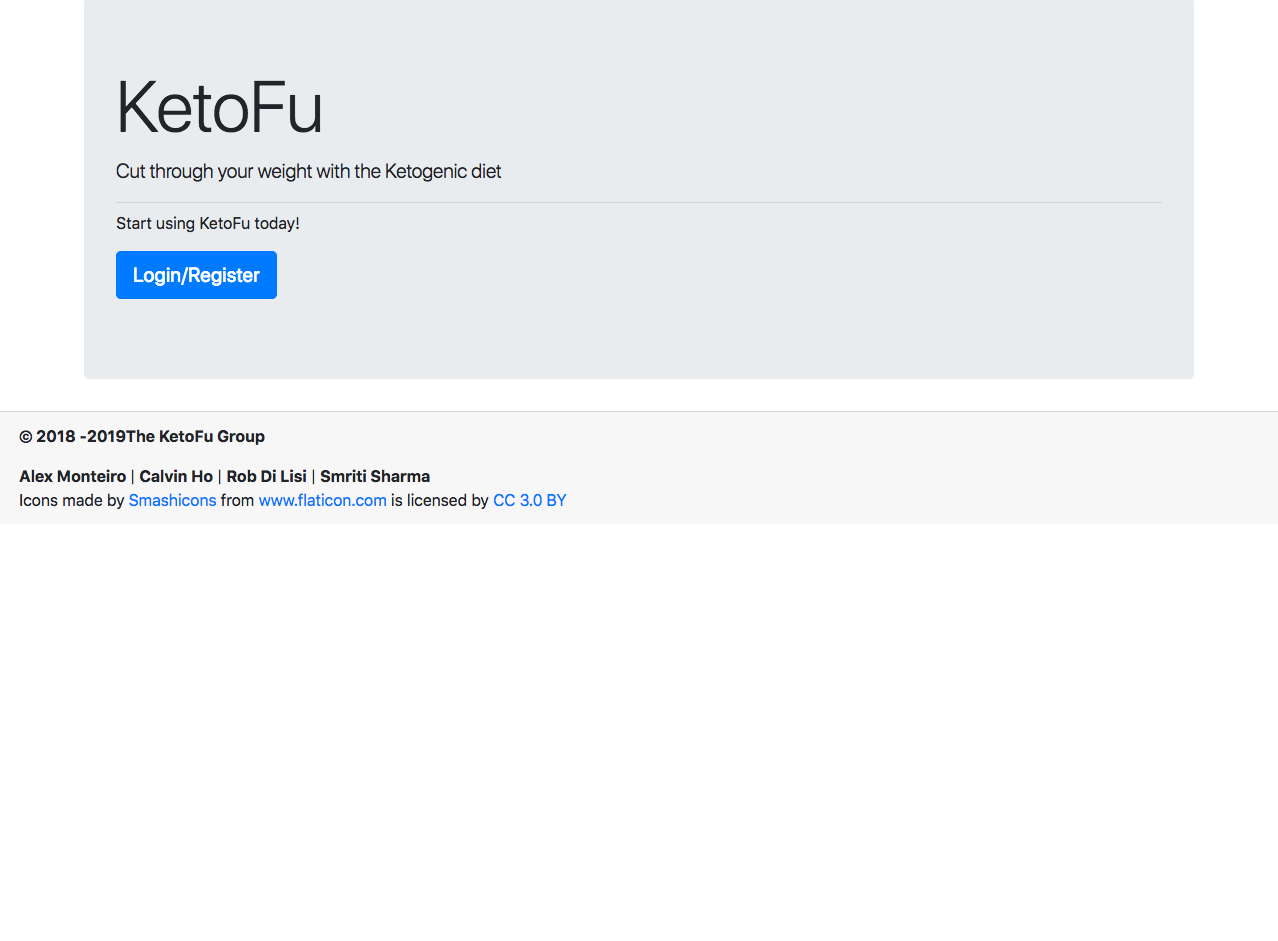 KetoFu
Cut through your weight with the Ketogenic diet
Start using KetoFu today!
Login/Register
© 2018 -2019The KetoFu Group
Alex Monteiro | Calvin Ho | Rob Di Lisi | Smriti Sharma
Icons made by Smashicons from www.flaticon.com is licensed by CC 3.0 BY